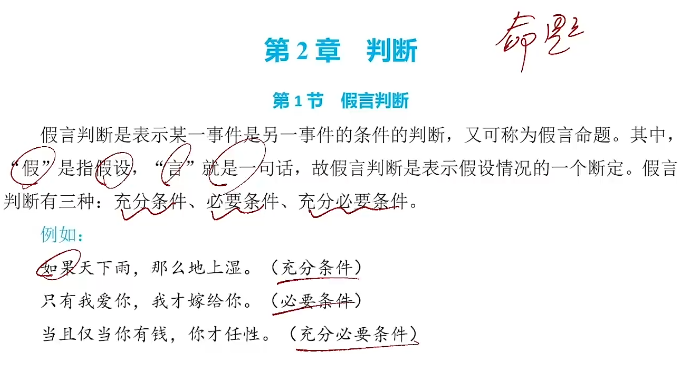 命题
第2章 判断
第1节 假言判断
假言判断是表示某一事件是另一事件的条件的判断，又可称为假言命题。其中，
“假”是指假设，“言”就是一句话，故假言判断是表示假设情况的一个断定。假言
判断有三种：充分条件、必要条件、充分必要条件。
例如：
如果天下雨，那么地上湿。（充分条件）
只有我爱你，我才嫁给你。（必要条件）
当且仅当你有钱，你才任性。（充分必要条件）